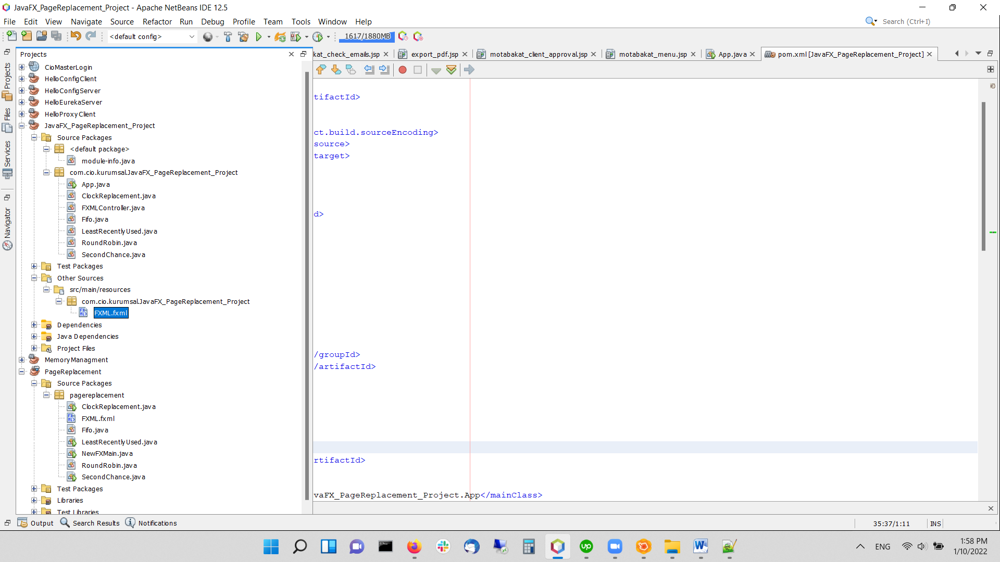 JavaFX_PageReplacement_Project - Apache NetBeans IDE 12.5
File Edit View Navigate Source Refactor Run Debug Profile Team Tools Window Help
Search (Ctrl+I)
<default config>
1617/1880MB
Projects
kat_check_emails.jsp
export_pdf.jsp
motabakat_client_approval.jsp
motabakat_menu.jsp
App.java
pom.xml [JavaFX_PageReplacement_Project]
Projects
Files
Services
Navigator
CioMasterLogin
HelloConfigClient
HelloConfigServer
HelloEurekaServer
HelloProxyClient
JavaFX_PageReplacement_Project
Source Packages
<default package>
module-info.java
com.cio.kurumsal.JavaFX_PageReplacement_Project
App.java
ClockReplacement.java
FXMLController.java
Fifo.java
LeastRecentlyUsed.java
RoundRobin.java
SecondChance.java
Test Packages
Other Sources
src/main/resources
com.cio.kurumsal.JavaFX_PageReplacement_Project
FXML.fxml
Dependencies
Java Dependencies
Project Files
MemoryManagment
PageReplacement
Source Packages
pagereplacement
ClockReplacement.java
FXML.fxml
Fifo.java
LeastRecentlyUsed.java
NewFXMain.java
RoundRobin.java
SecondChance.java
Test Packages
Libraries
Test Libraries
tifactId>
ct.build.sourceEncoding>
source>
target>
d>
/groupId>
/artifactId>
rtifactId>
vaFX_PageReplacement_Project.App</mainClass>
Output
Search Results
Notifications
35:37/1:11
INS
up
ENG
1:58 PM
1/10/2022